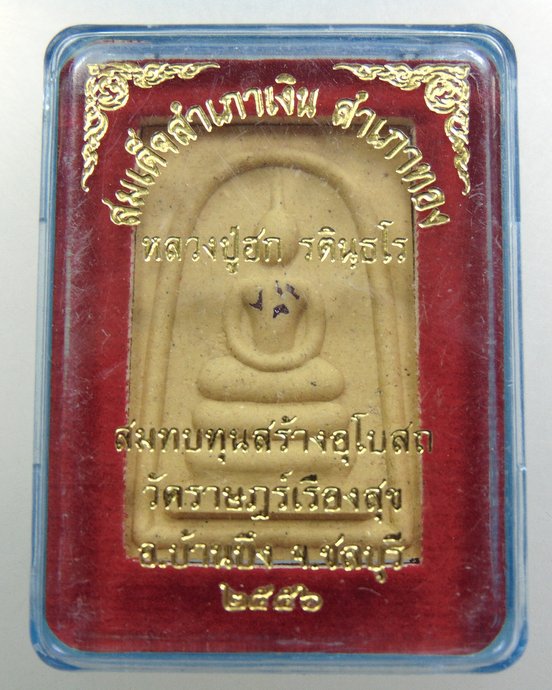 สมเด็จสำเภาเงิน สำเภาทอง
หลวงปู่ฮก รตินฺธโร
สมทบทุนสร้างอุโบสถ
วัดราษฎร์เรืองสุข
อ.บ้านบึง จ.ชลบุรี
๒๕๕๖